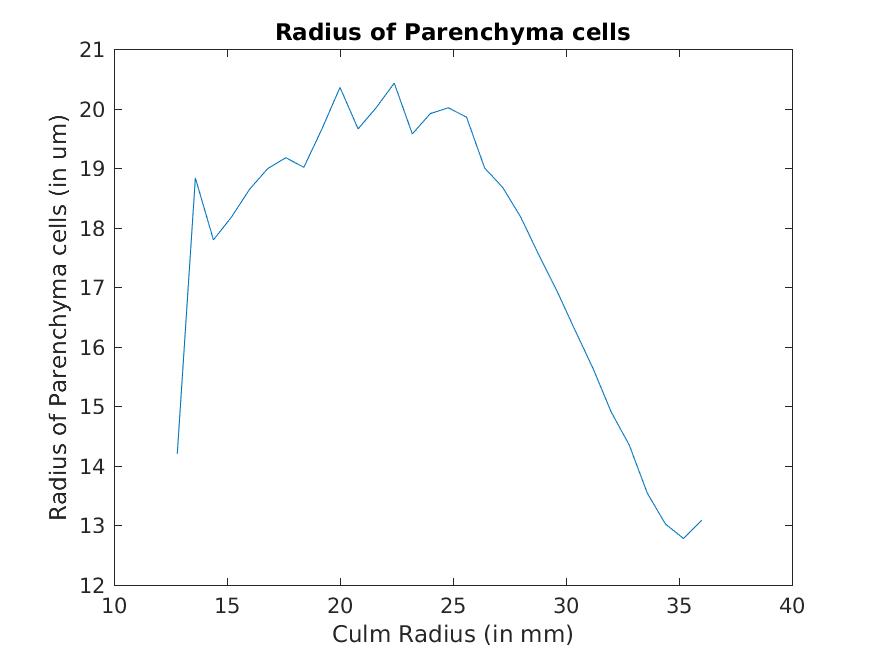 Radius of Parenchyma cells
21
20
19
18
17
16
15
14
13
12
Radius of Parenchyma cells (in um)
10 15 20 25 30 35 40
Culm Radius (in mm)